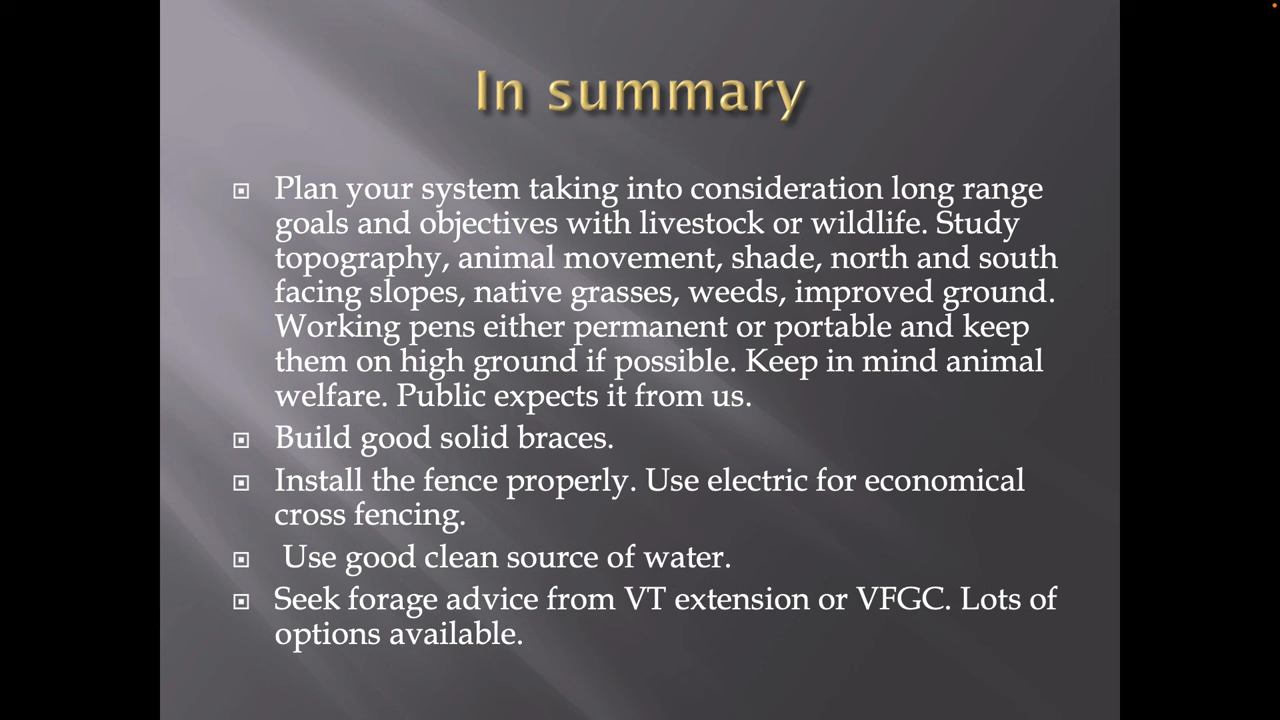 In summary
Plan your system taking into consideration long range
goals and objectives with livestock or wildlife. Study
topography, animal movement, shade, north and south
facing slopes, native grasses, weeds, improved ground.
Working pens either permanent or portable and keep
them on high ground if possible. Keep in mind animal
welfare. Public expects it from us.
Build good solid braces.
Install the fence properly. Use electric for economical
cross fencing.
Use good clean source of water.
Seek forage advice from VT extension or VFGC. Lots of
options available.